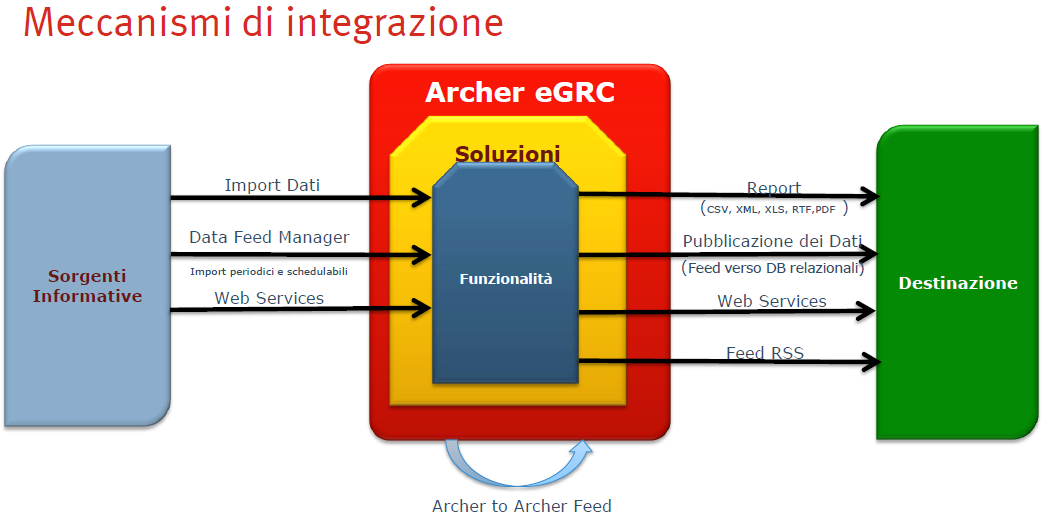 Meccanismi di integrazione
Archer eGRC
Soluzioni
Import Dati
Data Feed Manager
Import periodici e schedulabili
Web Services
Sorgenti
Informative
Funzionalità
Report
(CSV, XML, XLS, RTF,PDF )
Pubblicazione dei Dati
(Feed verso DB relazionali)
Web Services
Feed RSS
Destinazione
Archer to Archer Feed